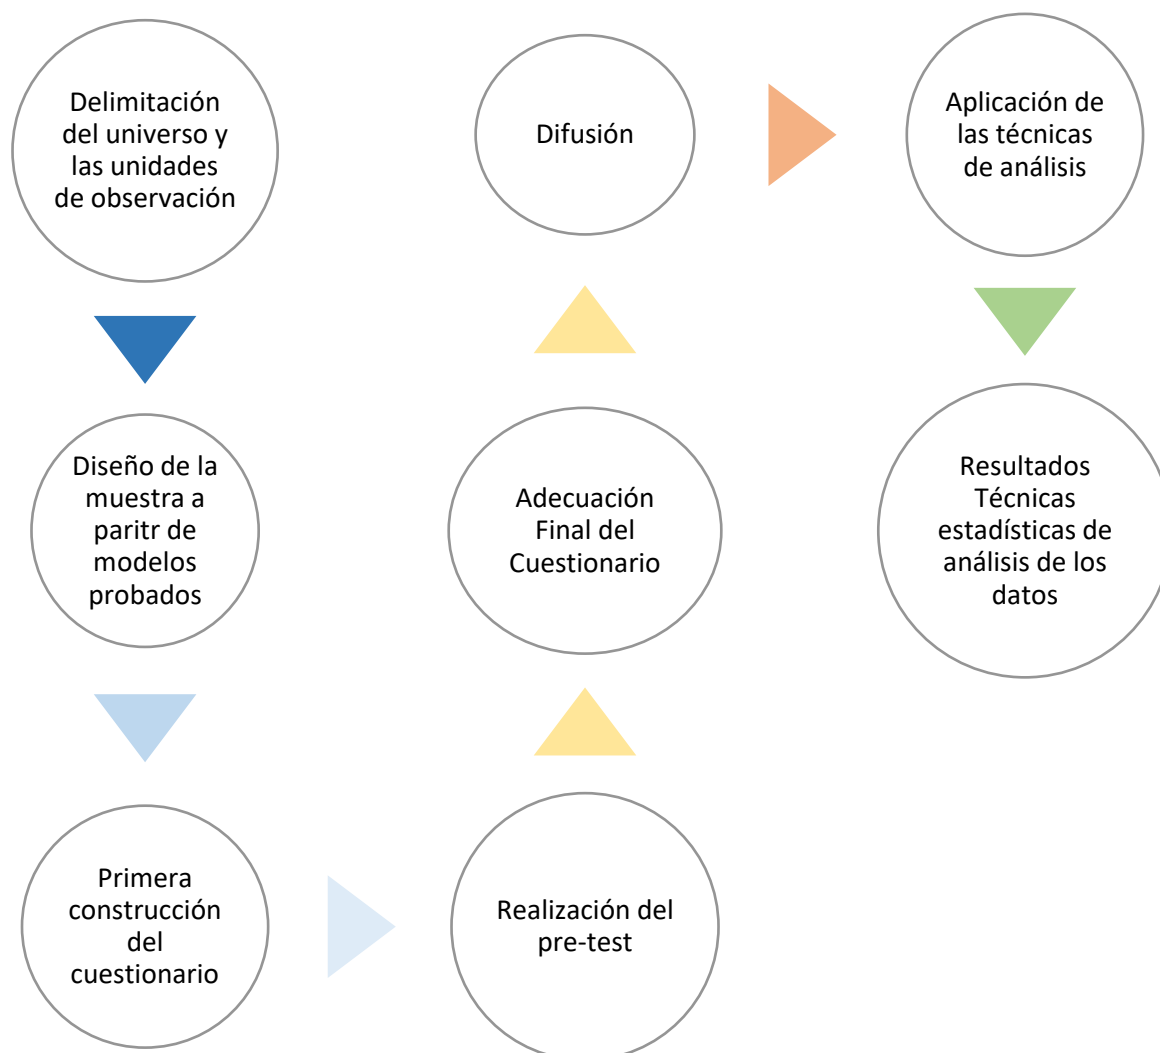 Delimitación
del universo y
las unidades
de observación
Diseño de la
muestra a
paritr de
modelos
probados
Primera
construcción
del
cuestionario
Realización del
pre-test
Adecuación
Final del
Cuestionario
Difusión
Aplicación de
las técnicas
de análisis
Resultados
Técnicas
estadísticas de
análisis de los
datos